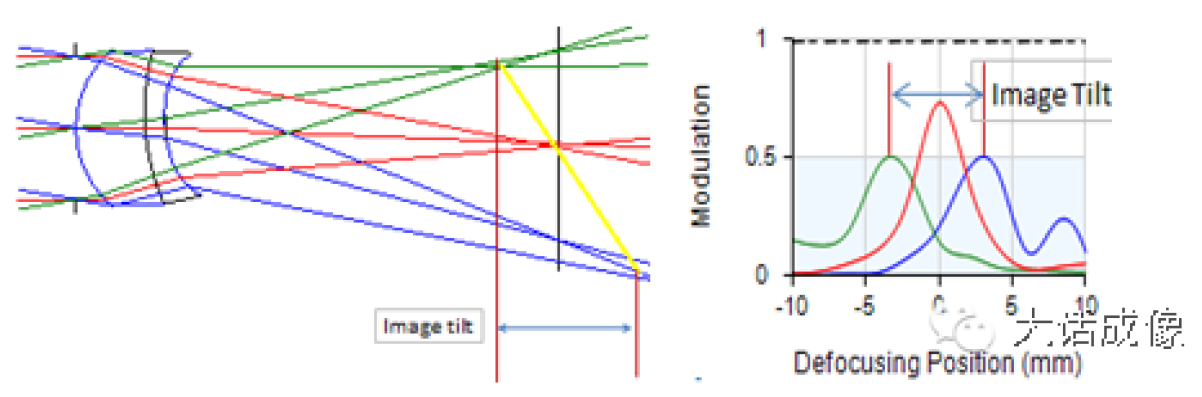 Image tilt
1
Image Tilt
Modulation
0.5
0
-10
-5
0
5
10
Defocusing Position (mm)
大话成像